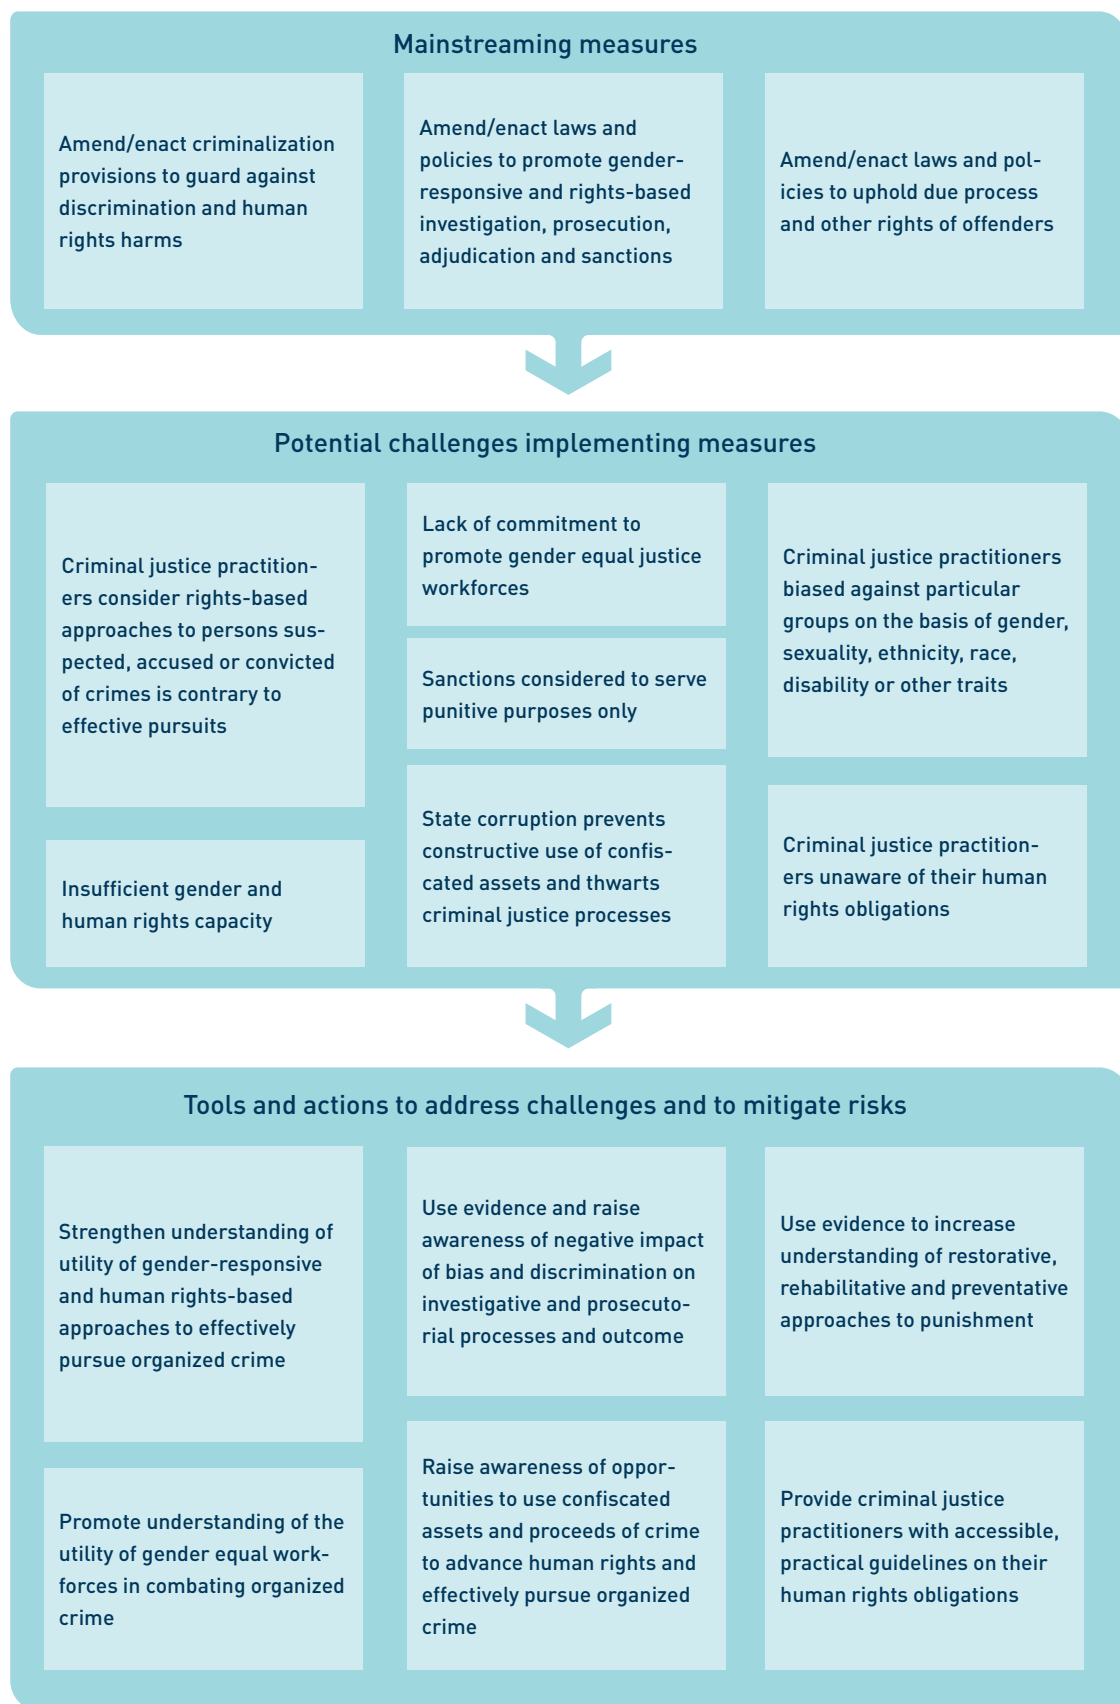 Mainstreaming measures
Amend/enact criminalization
provisions to guard against
discrimination and human
rights harms
Amend/enact laws and
policies to promote gender-
responsive and rights-based
investigation, prosecution,
adjudication and sanctions
Amend/enact laws and pol-
icies to uphold due process
and other rights of offenders
Potential challenges implementing measures
Criminal justice practition-
ers consider rights-based
approaches to persons sus-
pected, accused or convicted
of crimes is contrary to
effective pursuits
Insufficient gender and
human rights capacity
Lack of commitment to
promote gender equal justice
workforces
Sanctions considered to serve
punitive purposes only
State corruption prevents
constructive use of confis-
cated assets and thwarts
criminal justice processes
Criminal justice practitioners
biased against particular
groups on the basis of gender,
sexuality, ethnicity, race,
disability or other traits
Criminal justice practition-
ers unaware of their human
rights obligations
Tools and actions to address challenges and to mitigate risks
Strengthen understanding of
utility of gender-responsive
and human rights-based
approaches to effectively
pursue organized crime
Promote understanding of the
utility of gender equal work-
forces in combating organized
crime
Use evidence and raise
awareness of negative impact
of bias and discrimination on
investigative and prosecuto-
rial processes and outcome
Raise awareness of oppor-
tunities to use confiscated
assets and proceeds of crime
to advance human rights and
effectively pursue organized
crime
Use evidence to increase
understanding of restorative,
rehabilitative and preventative
approaches to punishment
Provide criminal justice
practitioners with accessible,
practical guidelines on their
human rights obligations